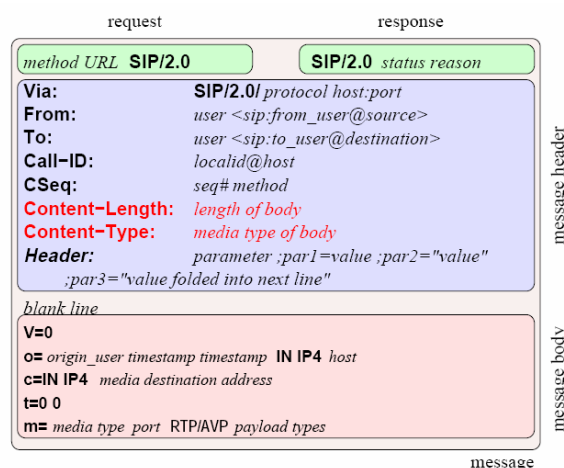 request response
method URL SIP/2.0 SIP/2.0 status reason
Via: SIP/2.0/ protocol host:port
From: user <sip:from_user@source>
To: user <sip:to_user@destination>
Call−ID: localid@host
CSeq: seq# method
Content−Length: length of body
Content−Type: media type of body
Header: parameter ;par1=value ;par2="value"
;par3="value folded into next line"
message header
blank line
V=0
o= origin_user timestamp timestamp IN IP4 host
c=IN IP4 media destination address
t=0 0
m= media type port RTP/AVP payload types
message body
message